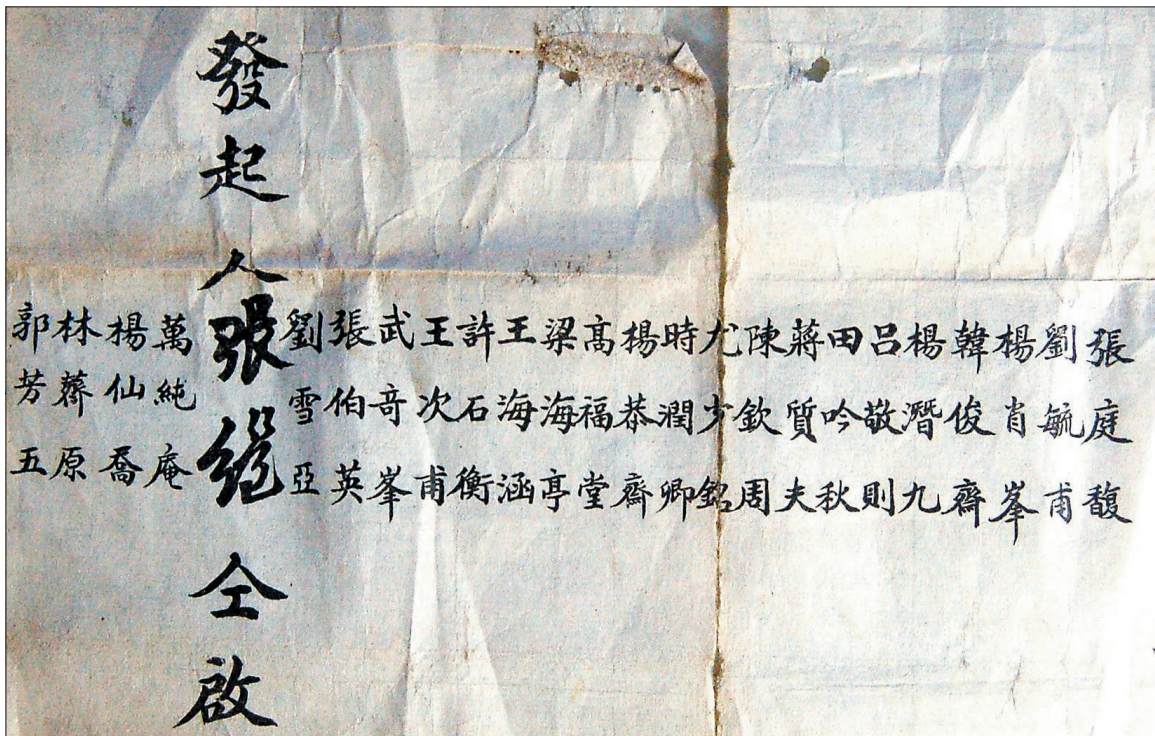 張庭馥
劉毓甫
楊肖峯
韓俊齋
楊潛九
呂敬則
田吟秋
蔣質夫
陳欽周
尤少銘
時潤卿
楊恭齋
高福堂
梁海亭
王海涵
許石衡
王次甫
武奇峯
張伯英
劉雪亞
發起人張鈁仝啟
萬純庵
楊仙喬
林薺原
郭芳五